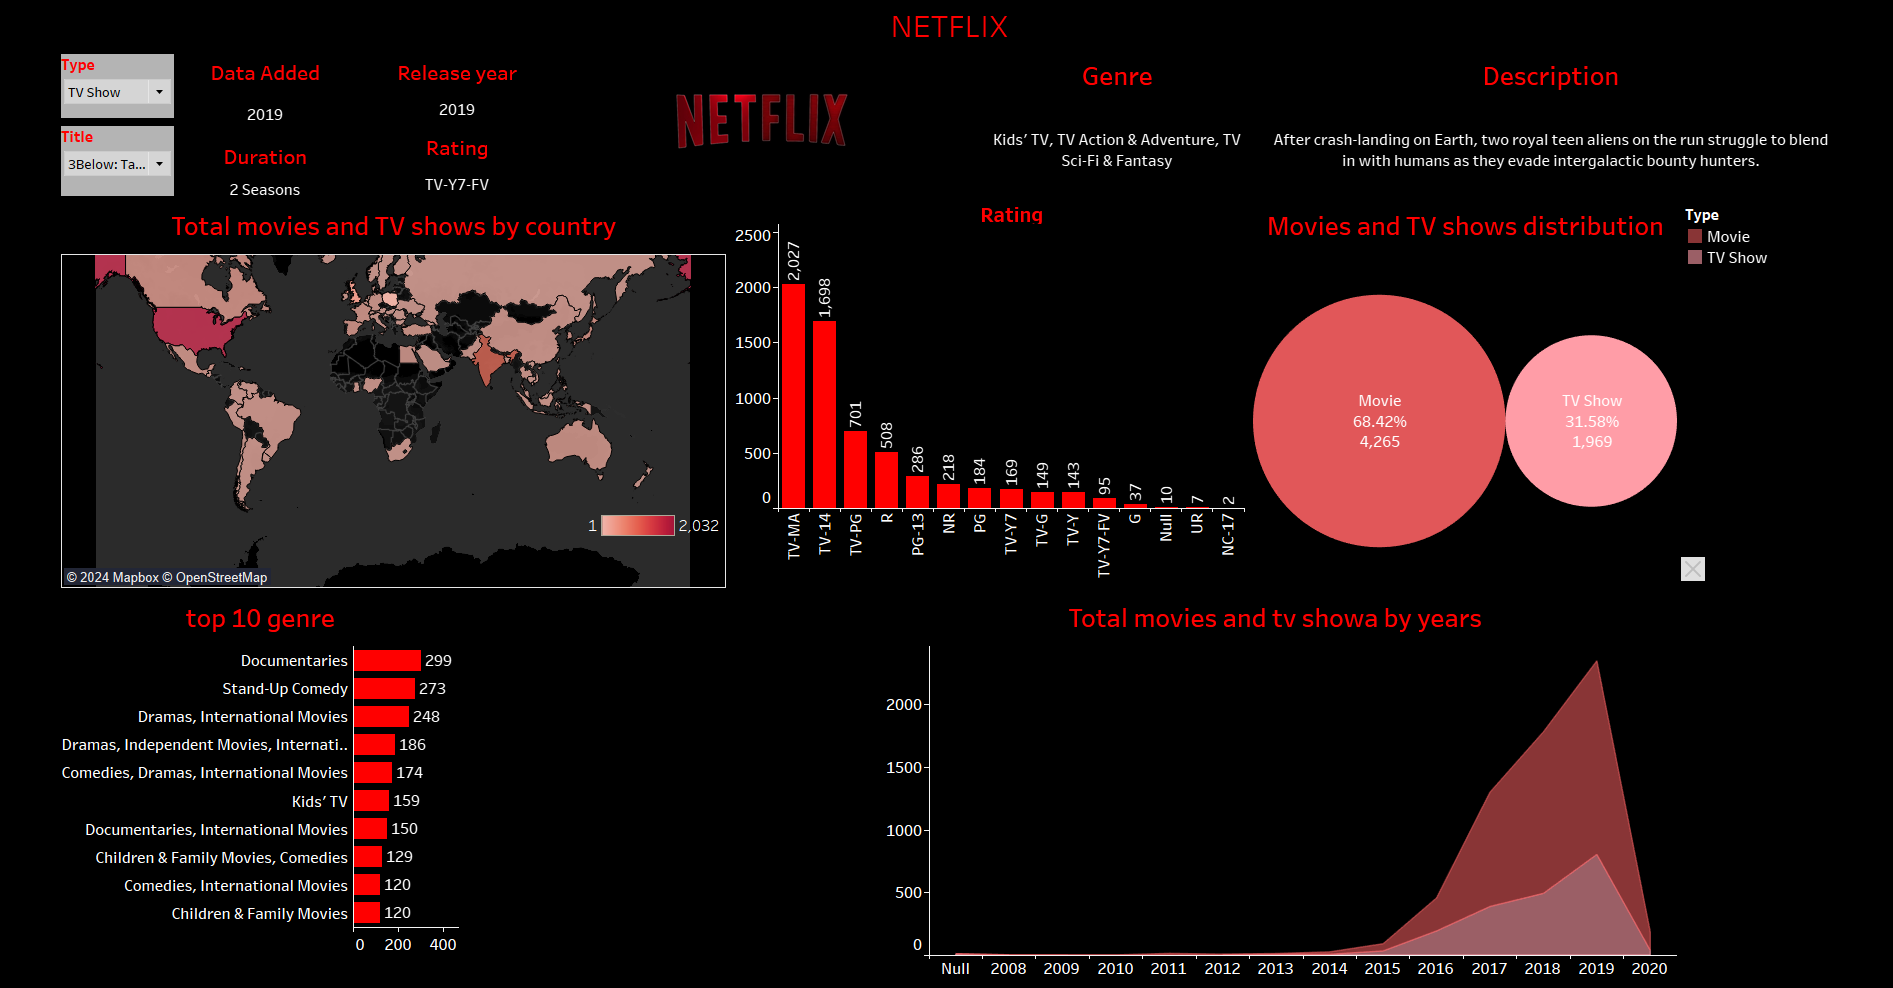 NETFLIX
Type
TV Show
Title
3Below: Ta...
Data Added
2019
Duration
2 Seasons
Release year
2019
Rating
TV-Y7-FV
NETFLIX
Genre
Kids’ TV, TV Action & Adventure, TV
Sci-Fi & Fantasy
Description
After crash-landing on Earth, two royal teen aliens on the run struggle to blend
in with humans as they evade intergalactic bounty hunters.
Total movies and TV shows by country
1 2,032
© 2024 Mapbox © OpenStreetMap
Rating
2500
2000
1500
1000
500
0
2,027
1,698
701
508
286
218
184
169
149
143
95
37
10
7
2
TV-MA
TV-14
TV-PG
R
PG-13
NR
PG
TV-Y7
TV-G
TV-Y
TV-Y7-FV
G
Null
UR
NC-17
Movies and TV shows distribution
Type
Movie
TV Show
Movie
68.42%
4,265
TV Show
31.58%
1,969
top 10 genre
Documentaries 299
Stand-Up Comedy 273
Dramas, International Movies 248
Dramas, Independent Movies, Internati.. 186
Comedies, Dramas, International Movies 174
Kids’ TV 159
Documentaries, International Movies 150
Children & Family Movies, Comedies 129
Comedies, International Movies 120
Children & Family Movies 120
0 200 400
Total movies and tv showa by years
2000
1500
1000
500
0
Null 2008 2009 2010 2011 2012 2013 2014 2015 2016 2017 2018 2019 2020